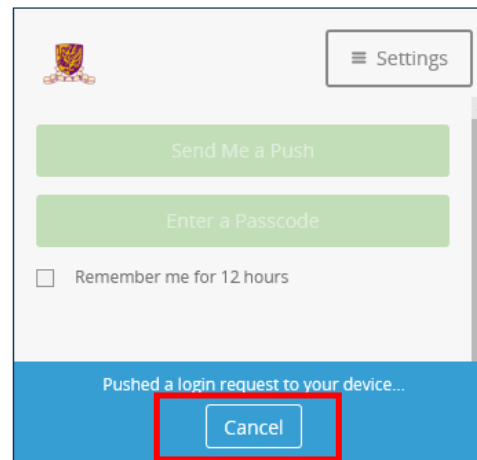 Settings
Send Me a Push
Enter a Passcode
Remember me for 12 hours
Pushed a login request to your device...
Cancel